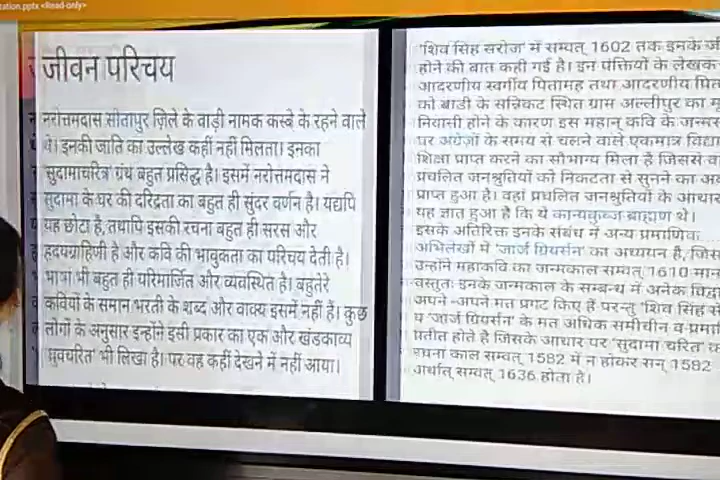 zation.pptx <Read-only>
जीवन परिचय
नरोत्तमदास सीतापुर ज़िले के वाड़ी नामक कस्बे के रहने वाले
थे। इनकी जाति का उल्लेख कहीं नहीं मिलता। इनका
'सुदामाचरित्र' ग्रंथ बहुत प्रसिद्ध है। इसमें नरोत्तमदास ने
सुदामा के घर की दरिद्रता का बहुत ही सुंदर वर्णन है। यद्यपि
यह छोटा है, तथापि इसकी रचना बहुत ही सरस और
हृदयग्राहिणी है और कवि की भावुकता का परिचय देती है।
भाषा भी बहुत ही परिमार्जित और व्यवस्थित है। बहुतेरे
कवियों के समान भरती के शब्द और वाक्य इसमें नहीं हैं। कुछ
लोगों के अनुसार इन्होंने इसी प्रकार का एक और खंडकाव्य
'ध्रुवचरित' भी लिखा है। पर वह कहीं देखने में नहीं आया।
'शिव सिंह सरोज' में सम्वत् 1602 तक इनके
होने की बात कही गई है। इन पंक्तियों के लेखक
आदरणीय स्वर्गीय पितामह तथा आदरणीय
को बाडी के सन्निकट स्थित ग्राम अल्लीपुर का
निवासी होने के कारण इस महान् कवि के
पर अंग्रेज़ों के समय से चलने वाले एकमात्र
शिक्षा प्राप्त करने का सौभाग्य मिला है जिससे
प्रचलित जनश्रुतियों को निकटता से सुनने का
प्राप्त हुआ है। वहां प्रचलित जनश्रुतियों के आधार
यह ज्ञात हुआ है कि ये कान्यकुब्ज ब्राह्मण थे।
इसके अतिरिक्त इनके संबंध में अन्य प्रमाणिक
अभिलेखों में 'जार्ज ग्रियर्सन' का अध्ययन है,
उन्होंने महाकवि का जन्मकाल सम्वत् 1610
वस्तुतः इनके जन्मकाल के सम्बन्ध में अनेक
अपने -अपने मत प्रगट किए हैं परन्तु 'शिव सिंह
व 'जार्ज ग्रियर्सन' के मत अधिक समीचीन व
प्रतीत होते है जिसके आधार पर 'सुदामा चरित' का
रचना काल सम्वत् 1582 में न होकर सन् 1582
अर्थात् सम्वत् 1636 होता है।